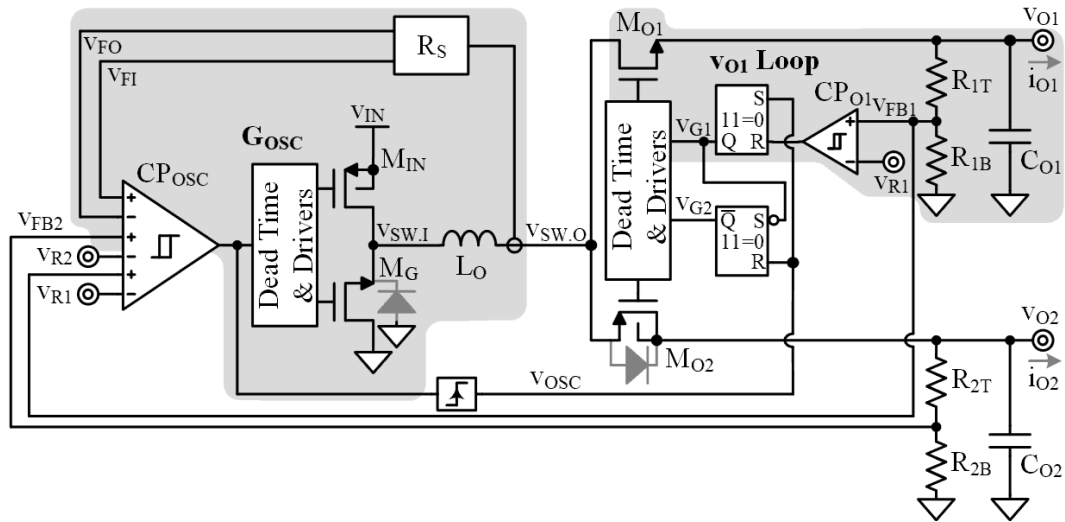 v_FO
v_FI
R_S
v_IN
G_OSC
M_IN
CP_OSC
+
-
+
-
+
-
v_FB2
v_R2
v_R1
Dead Time
& Drivers
v_SW.I
L_O
M_G
v_SW.O
v_OSC
M_O1
v_O1 Loop
v_G1
S
11=0
Q R
CP_O1
+
-
v_FB1
v_R1
Dead Time
& Drivers
v_G2
Q̅ S
11=0
R
M_O2
R_1T
R_1B
C_O1
v_O1
i_O1
v_O2
i_O2
R_2T
R_2B
C_O2